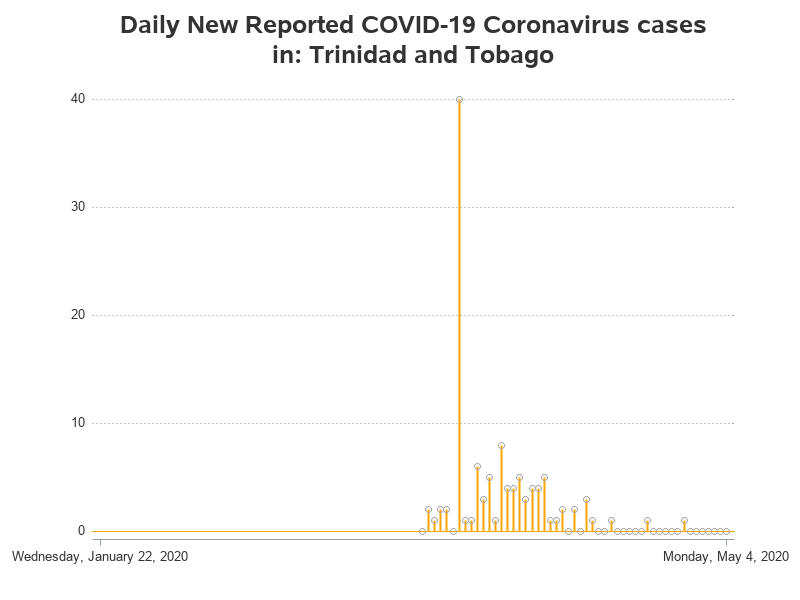 Daily New Reported COVID-19 Coronavirus cases
in: Trinidad and Tobago
40
30
20
10
0
Wednesday, January 22, 2020
Monday, May 4, 2020